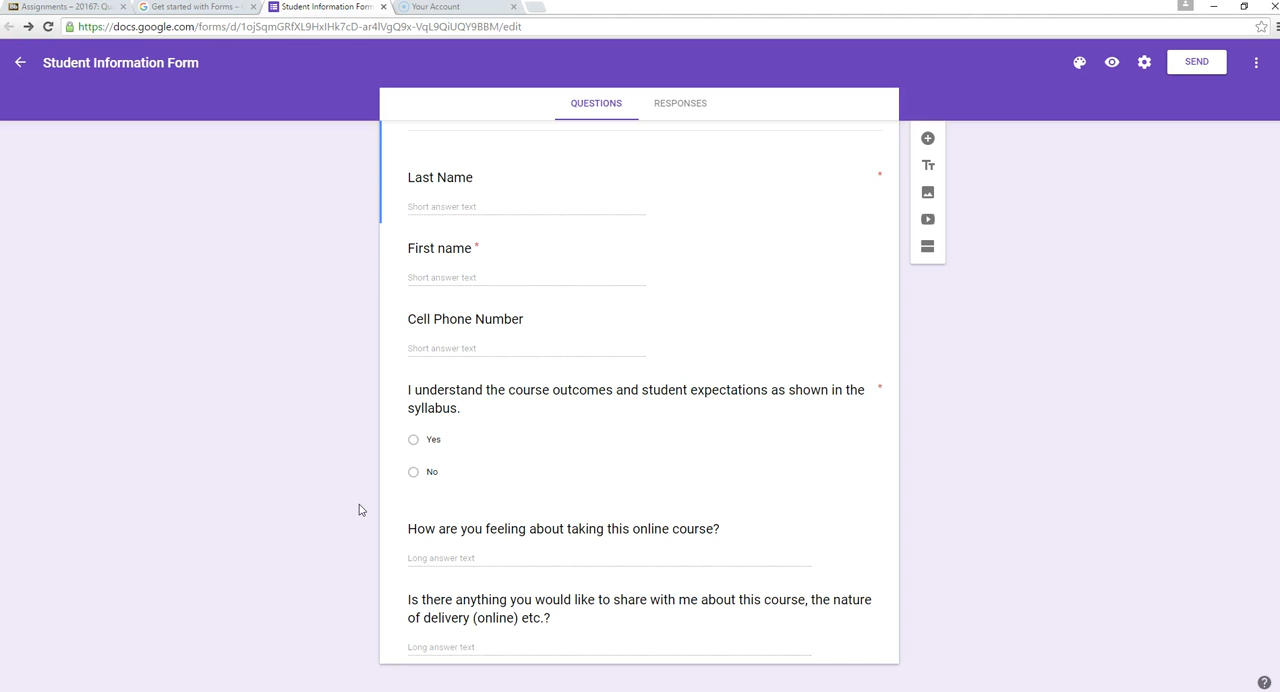 Assignments – 20167: Qu
Get started with Forms –
Student Information Form
Your Account
https://docs.google.com/forms/d/1ojSqmGRfXL9HxIHk7cD-ar4lVgQ9x-VqL9QiUQY9BBM/edit
Student Information Form
SEND
QUESTIONS
RESPONSES
Last Name *
Short answer text
First name *
Short answer text
Cell Phone Number
Short answer text
I understand the course outcomes and student expectations as shown in the *
syllabus.
Yes
No
How are you feeling about taking this online course?
Long answer text
Is there anything you would like to share with me about this course, the nature
of delivery (online) etc.?
Long answer text